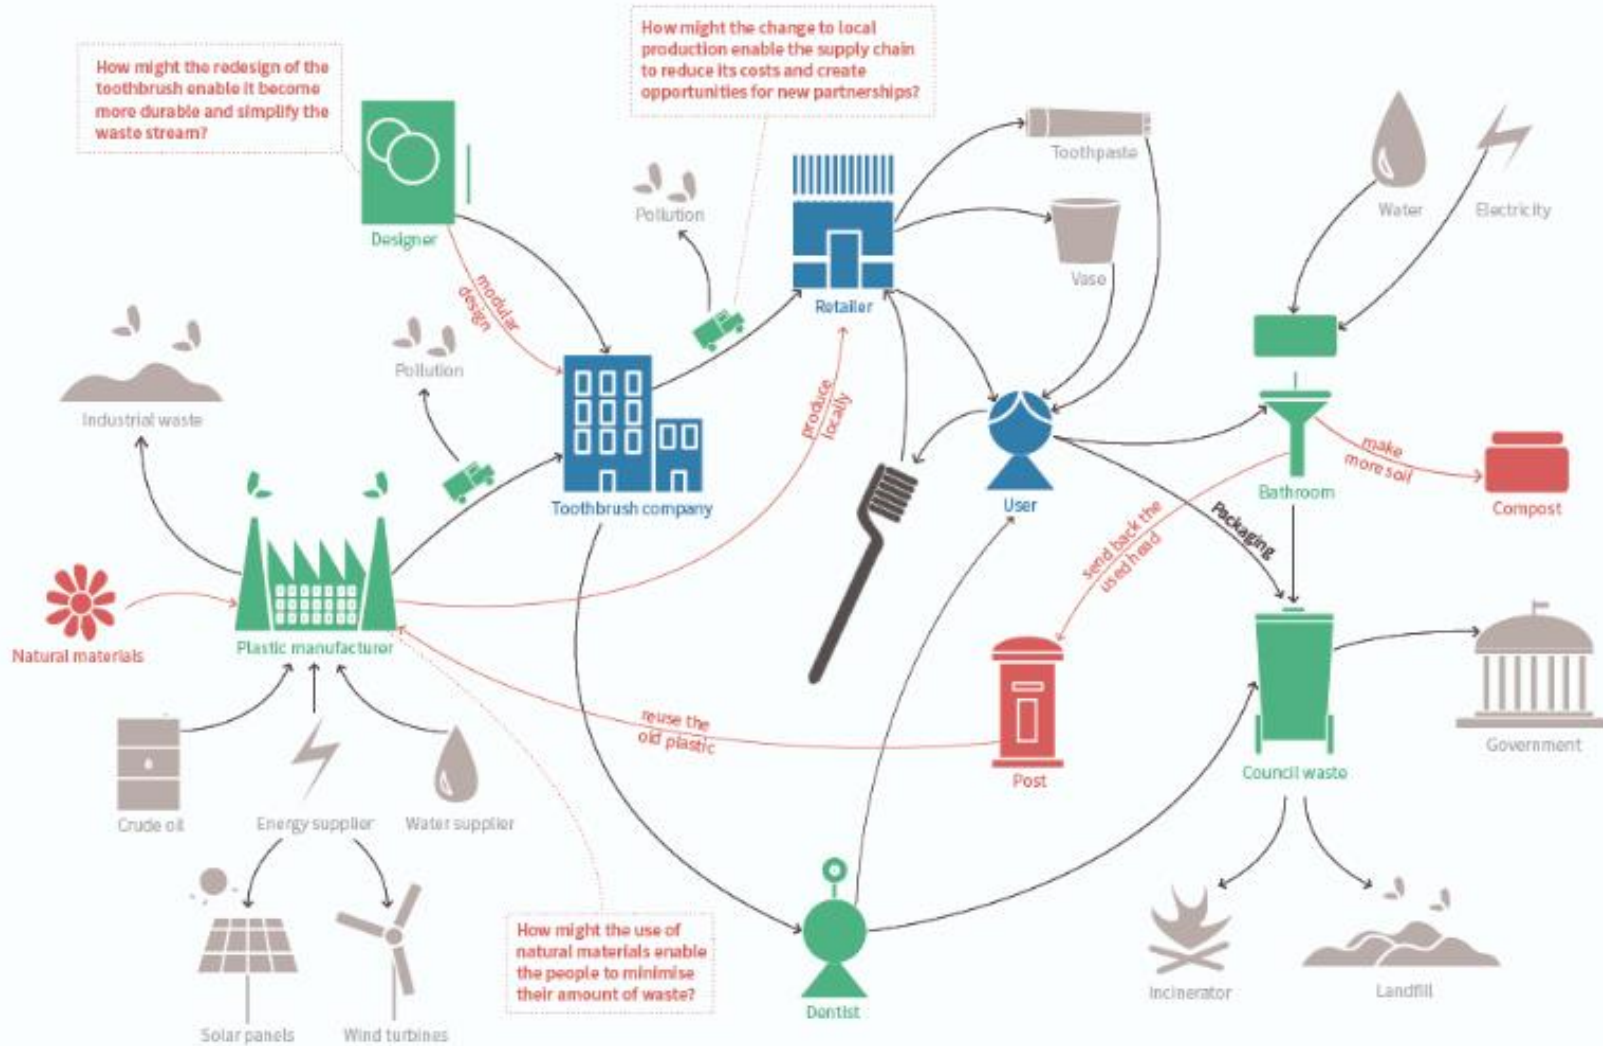 How might the redesign of the
toothbrush enable it become
more durable and simplify the
waste stream?
How might the change to local
production enable the supply chain
to reduce its costs and create
opportunities for new partnerships?
Designer
modular
design
Pollution
Retailer
Toothpaste
Vase
Water
Electricity
Industrial waste
Pollution
Toothbrush company
produce
locally
User
Bathroom
make
more soil
Compost
Packaging
send back the
used head
Natural materials
Plastic manufacturer
reuse the
old plastic
Post
Council waste
Government
Crude oil
Energy supplier
Water supplier
How might the use of
natural materials enable
the people to minimise
their amount of waste?
Solar panels
Wind turbines
Dentist
Incinerator
Landfill